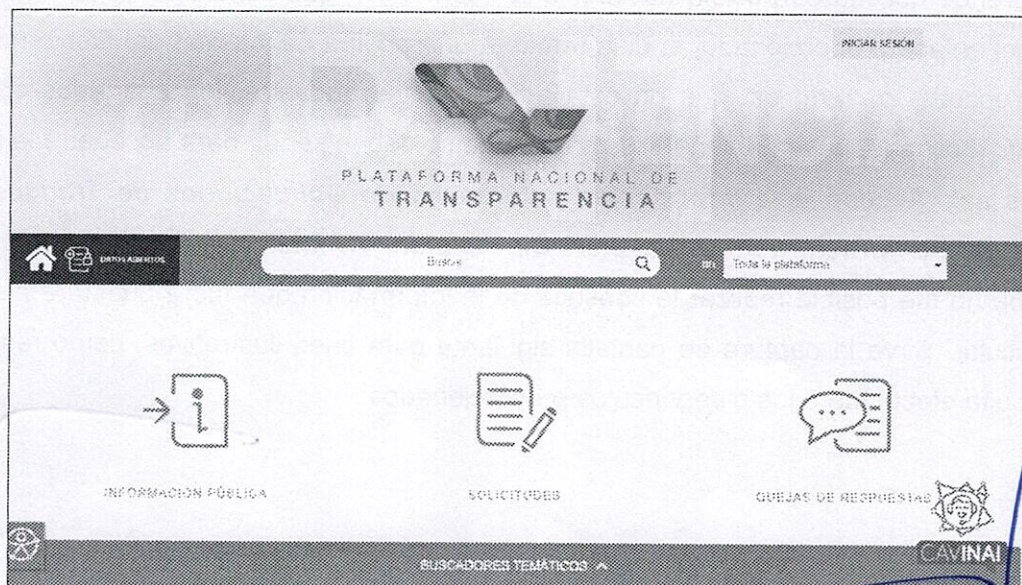 INICIAR SESIÓN
PLATAFORMA NACIONAL DE
TRANSPARENCIA
DATOS ABIERTOS
Buscar
en
Toda la plataforma
INFORMACIÓN PÚBLICA
SOLICITUDES
QUEJAS DE RESPUESTAS
CAVINAI
BUSCADORES TEMÁTICOS